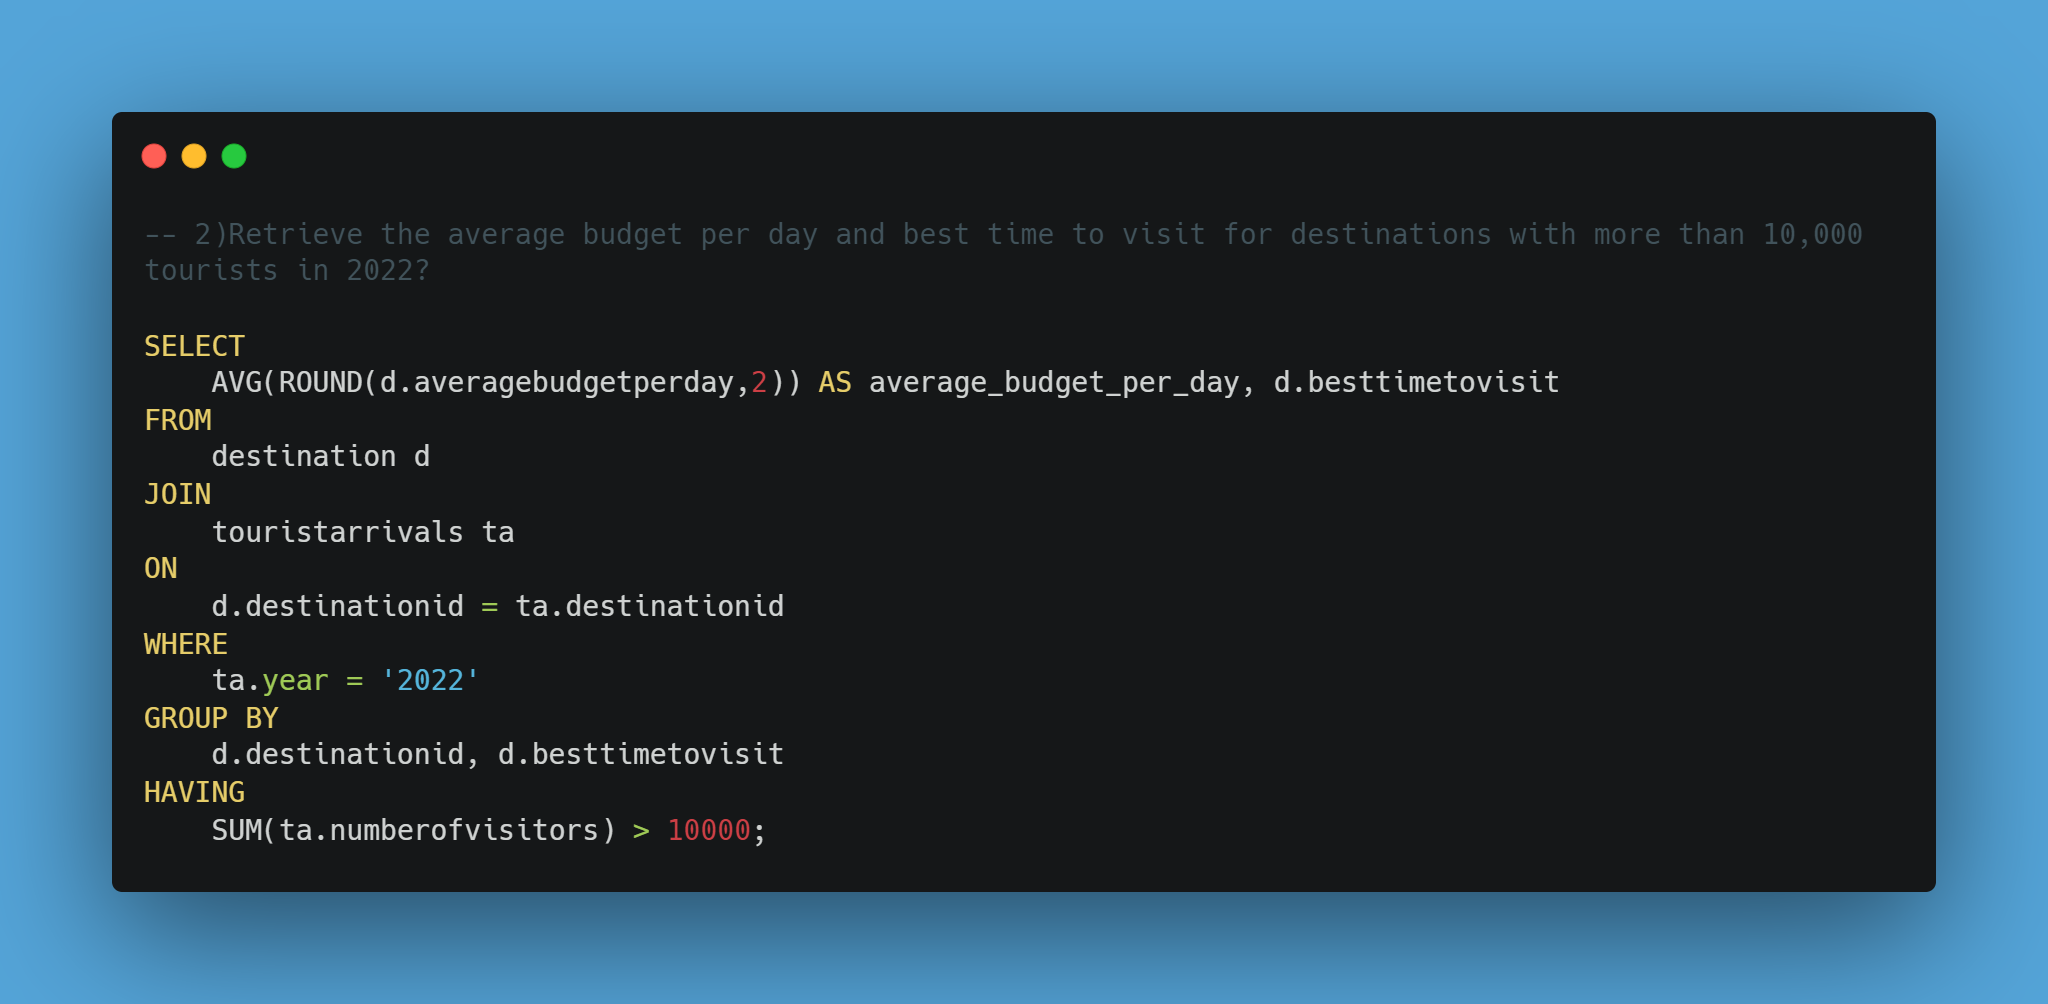 -- 2)Retrieve the average budget per day and best time to visit for destinations with more than 10,000
tourists in 2022?
SELECT
AVG(ROUND(d.averagebudgetperday,2)) AS average_budget_per_day, d.besttimetovisit
FROM
destination d
JOIN
touristarrivals ta
ON
d.destinationid = ta.destinationid
WHERE
ta.year = '2022'
GROUP BY
d.destinationid, d.besttimetovisit
HAVING
SUM(ta.numberofvisitors) > 10000;